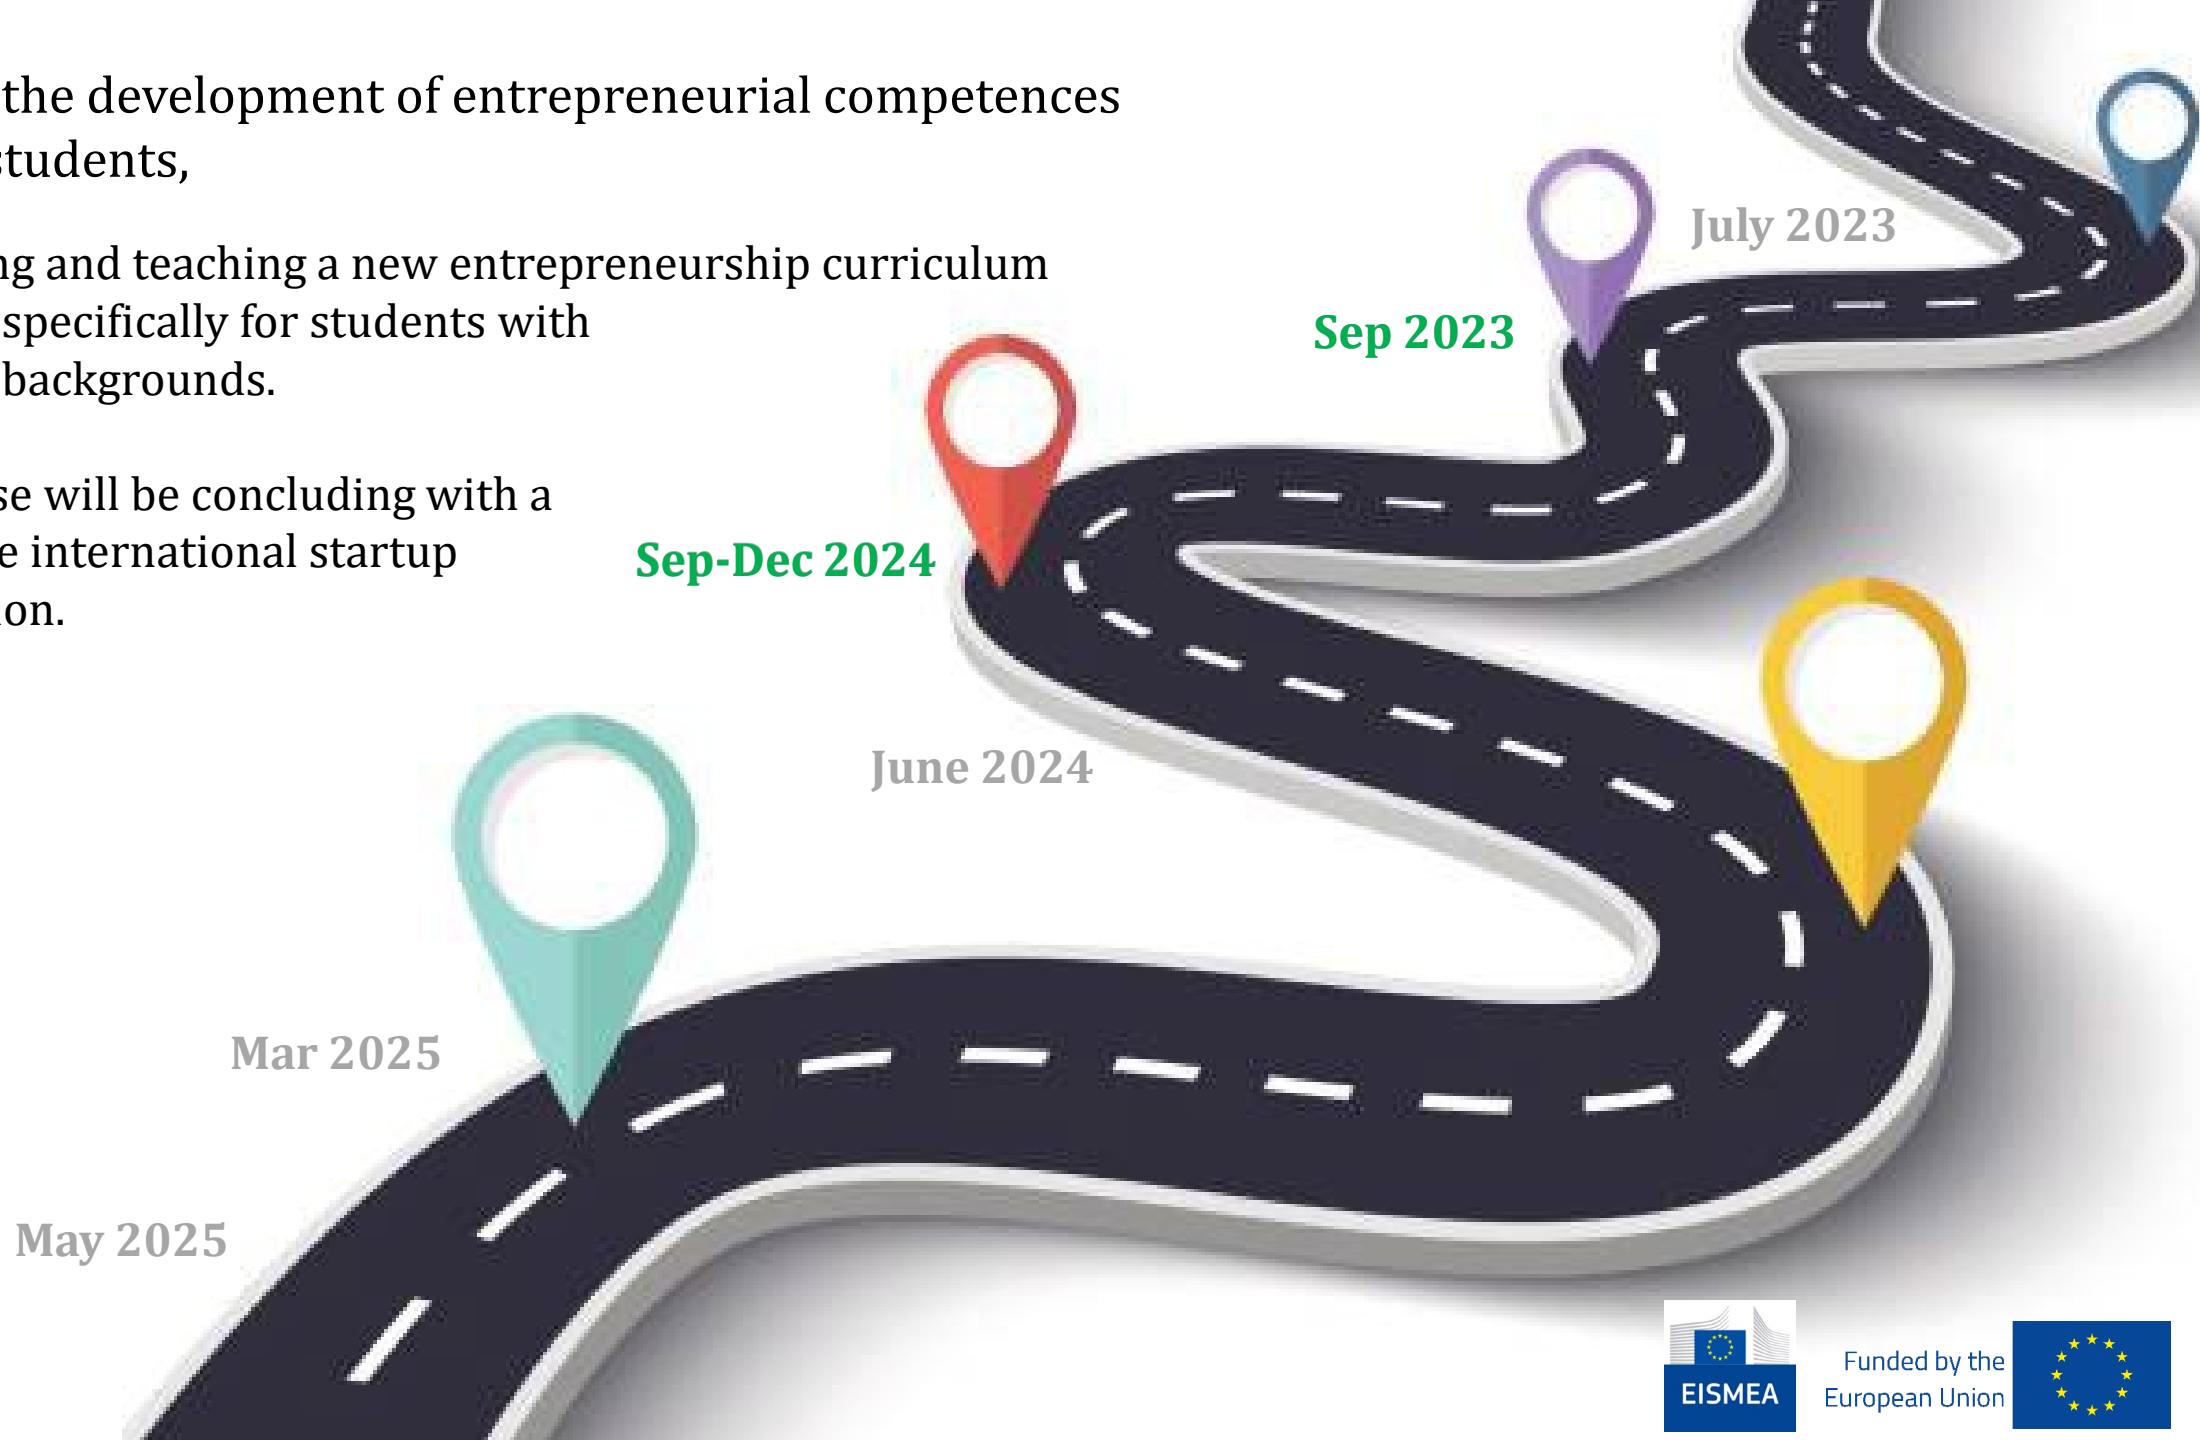 the development of entrepreneurial competences
students,
ng and teaching a new entrepreneurship curriculum
specifically for students with
backgrounds.
se will be concluding with a
e international startup
ion.
July 2023
Sep 2023
Sep-Dec 2024
June 2024
Mar 2025
May 2025
EISMEA
Funded by the
European Union